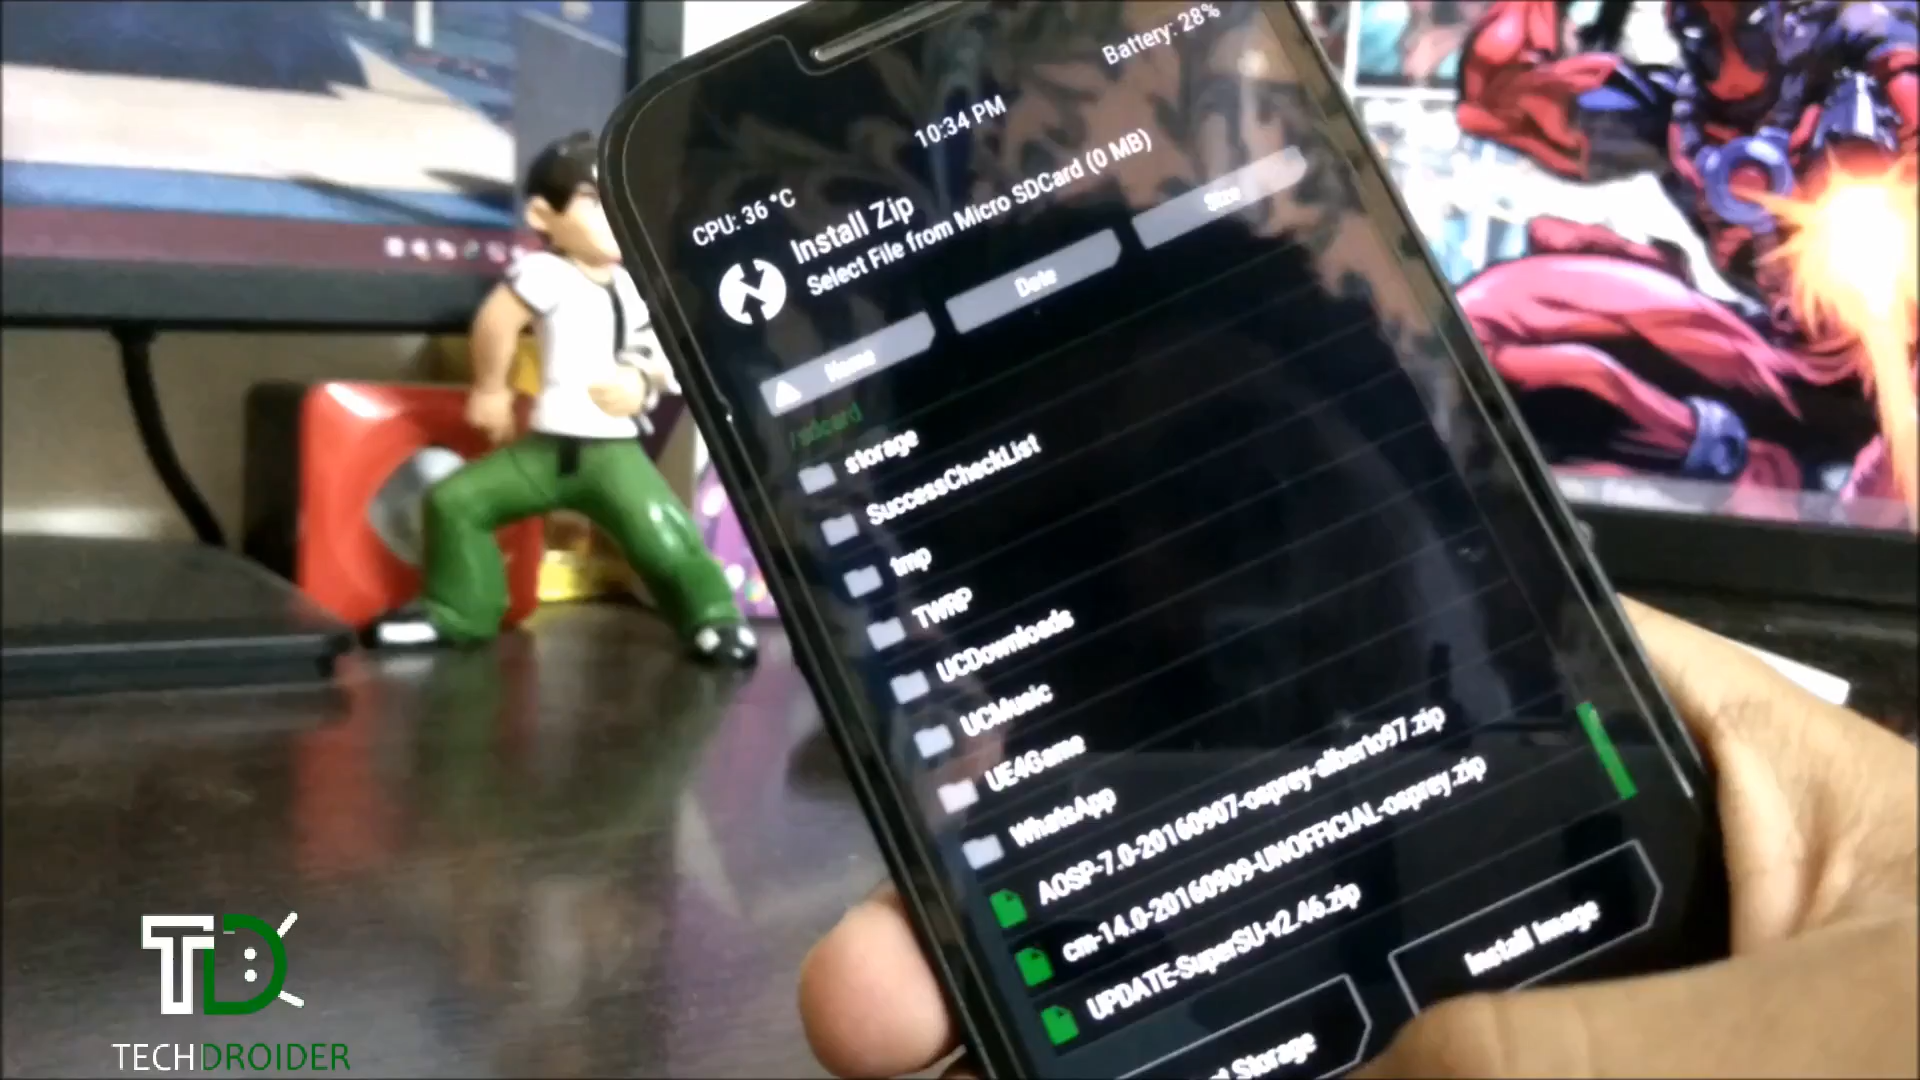 Battery: 28%
10:34 PM
CPU: 36 °C
Install Zip
Select File from Micro SDCard (0 MB)
Name
Date
Size
/sdcard
storage
SuccessCheckList
tmp
TWRP
UCDownloads
UCMusic
UE4Game
WhatsApp
AOSP-7.0-20160907-osprey-alberto97.zip
cm-14.0-20160909-UNOFFICIAL-osprey.zip
UPDATE-SuperSU-v2.46.zip
Storage
Install Image
TD
TECHDROIDER